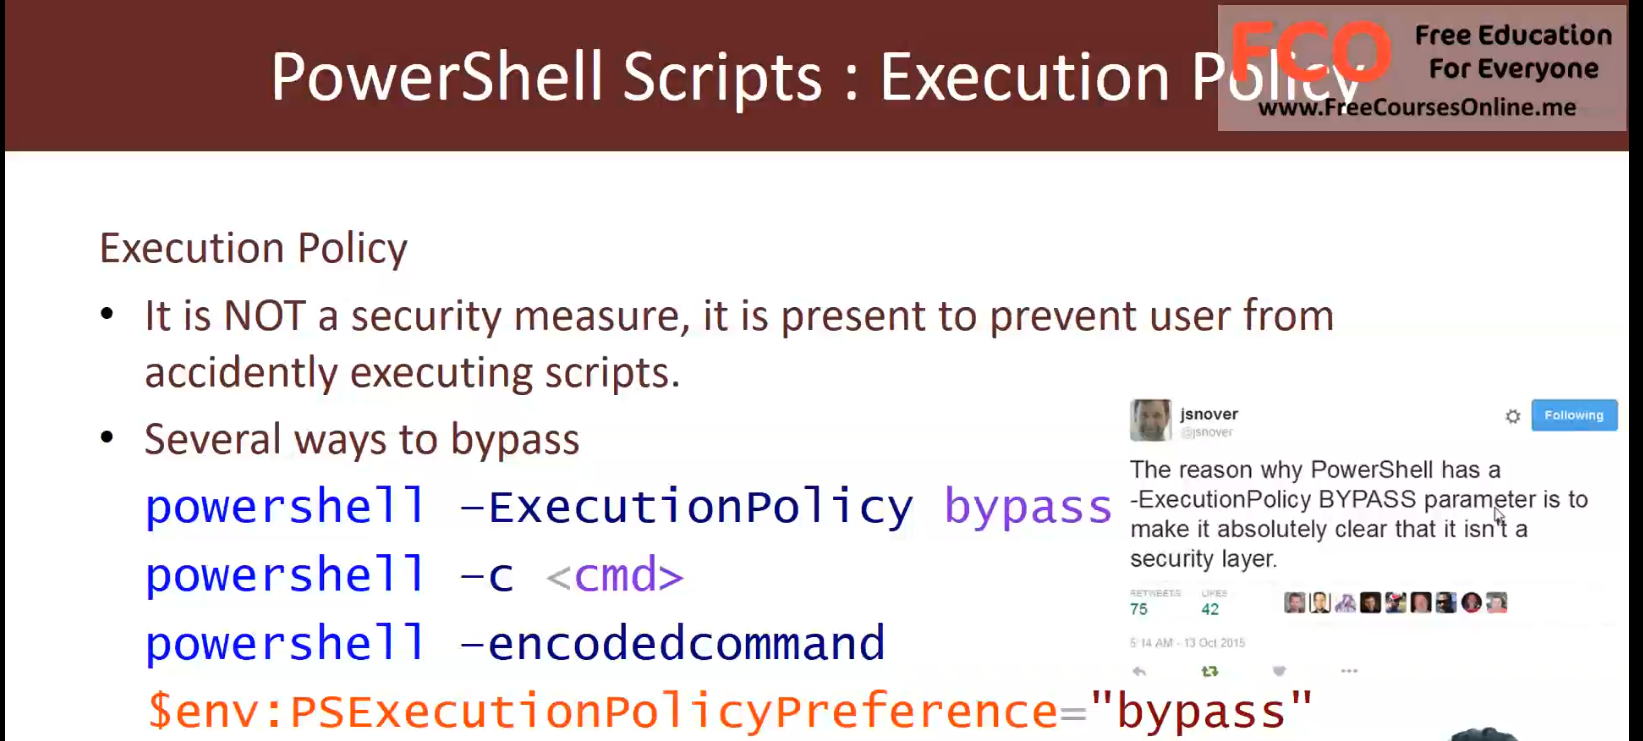 PowerShell Scripts : Execution Policy
FCO
Free Education
For Everyone
www.FreeCoursesOnline.me
Execution Policy
• It is NOT a security measure, it is present to prevent user from
accidently executing scripts.
• Several ways to bypass
powershell –ExecutionPolicy bypass
powershell –c <cmd>
powershell –encodedcommand
$env:PSExecutionPolicyPreference="bypass"
jsnover
@jsnover
Following
The reason why PowerShell has a
-ExecutionPolicy BYPASS parameter is to
make it absolutely clear that it isn't a
security layer.
RETWEETS LIKES
75 42
5:14 AM - 13 Oct 2015